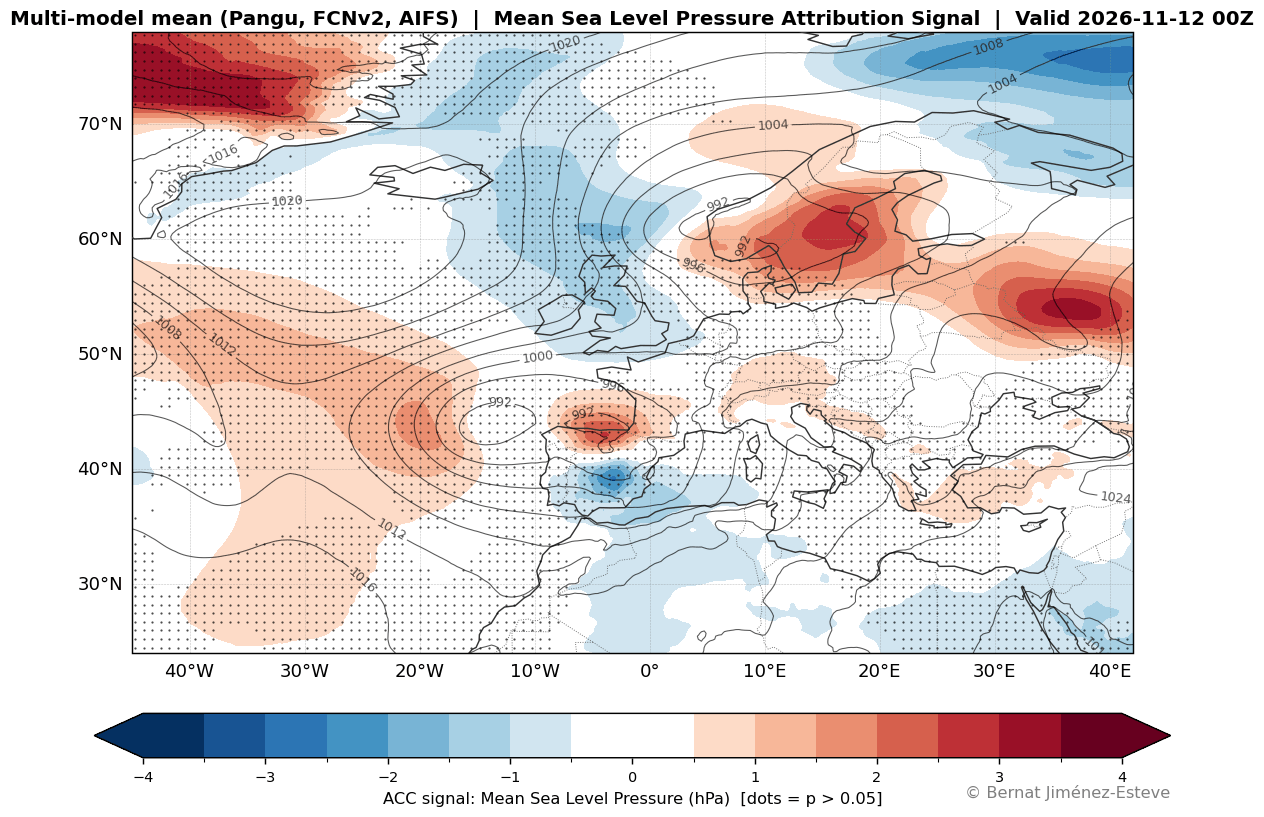 Multi-model mean (Pangu, FCNv2, AIFS) | Mean Sea Level Pressure Attribution Signal | Valid 2026-11-12 00Z
1020
1008
1004
70°N
1004
1016
1016
1020
992
60°N
992
996
1008
1012
50°N
1000
996
992
992
40°N
1024
1012
1016
30°N
40°W 30°W 20°W 10°W 0° 10°E 20°E 30°E 40°E
−4 −3 −2 −1 0 1 2 3 4
ACC signal: Mean Sea Level Pressure (hPa) [dots = p > 0.05]
© Bernat Jiménez-Esteve